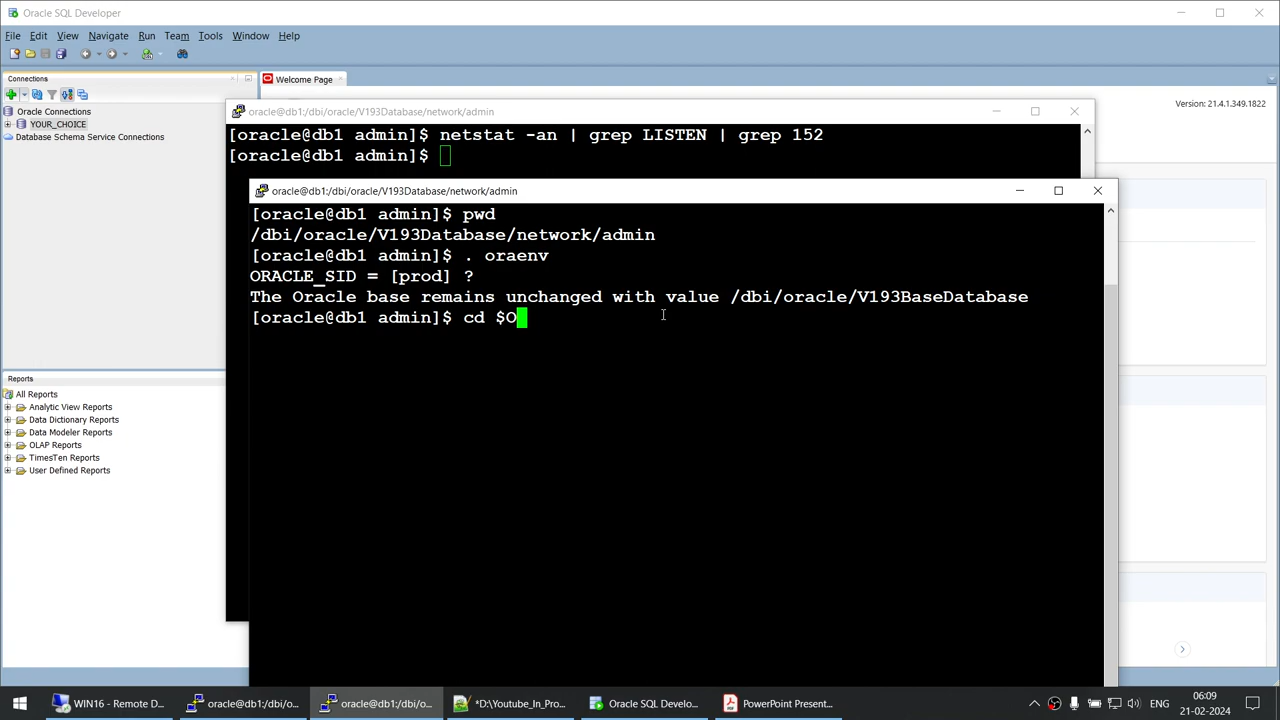 Oracle SQL Developer
File Edit View Navigate Run Team Tools Window Help
Connections
Welcome Page
Oracle Connections
YOUR_CHOICE
Database Schema Service Connections
Version: 21.4.1.349.1822
oracle@db1:/dbi/oracle/V193Database/network/admin
[oracle@db1 admin]$ netstat -an | grep LISTEN | grep 152
[oracle@db1 admin]$
oracle@db1:/dbi/oracle/V193Database/network/admin
[oracle@db1 admin]$ pwd
/dbi/oracle/V193Database/network/admin
[oracle@db1 admin]$ . oraenv
ORACLE_SID = [prod] ?
The Oracle base remains unchanged with value /dbi/oracle/V193BaseDatabase
[oracle@db1 admin]$ cd $O
Reports
All Reports
Analytic View Reports
Data Dictionary Reports
Data Modeler Reports
OLAP Reports
TimesTen Reports
User Defined Reports
WIN16 - Remote D...
oracle@db1:/dbi/o...
oracle@db1:/dbi/o...
*D:\Youtube_In_Pro...
Oracle SQL Develo...
PowerPoint Present...
ENG
06:09
21-02-2024